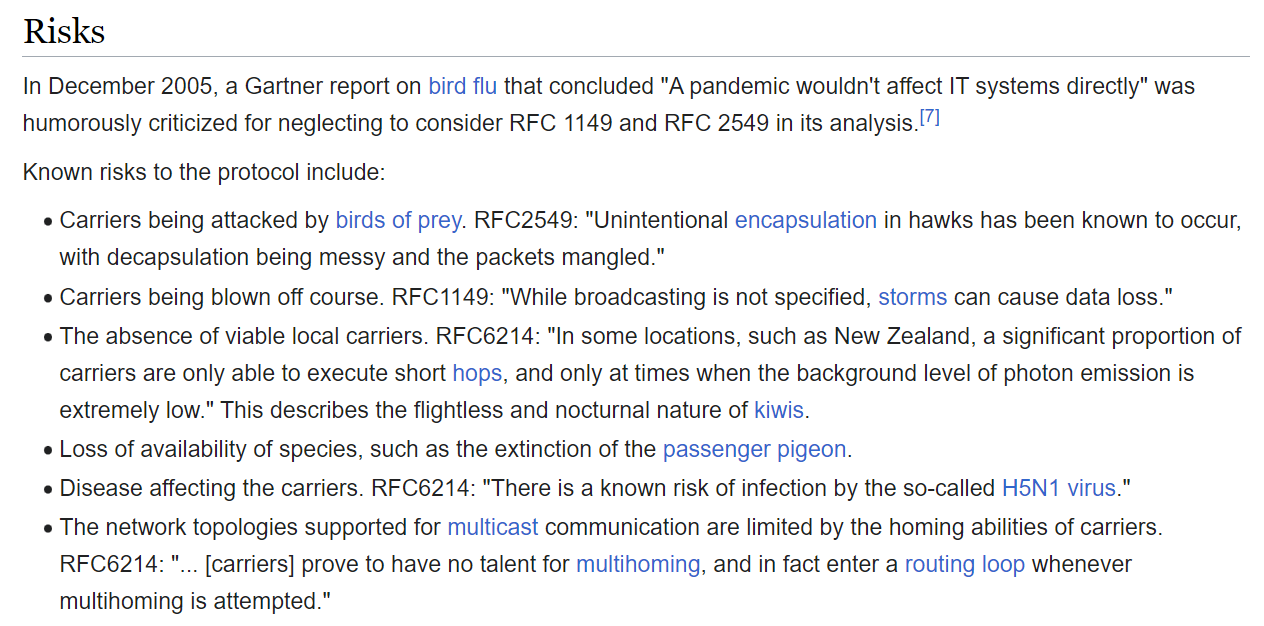 Risks
In December 2005, a Gartner report on bird flu that concluded "A pandemic wouldn't affect IT systems directly" was
humorously criticized for neglecting to consider RFC 1149 and RFC 2549 in its analysis.[7]
Known risks to the protocol include:
• Carriers being attacked by birds of prey. RFC2549: "Unintentional encapsulation in hawks has been known to occur,
with decapsulation being messy and the packets mangled."
• Carriers being blown off course. RFC1149: "While broadcasting is not specified, storms can cause data loss."
• The absence of viable local carriers. RFC6214: "In some locations, such as New Zealand, a significant proportion of
carriers are only able to execute short hops, and only at times when the background level of photon emission is
extremely low." This describes the flightless and nocturnal nature of kiwis.
• Loss of availability of species, such as the extinction of the passenger pigeon.
• Disease affecting the carriers. RFC6214: "There is a known risk of infection by the so-called H5N1 virus."
• The network topologies supported for multicast communication are limited by the homing abilities of carriers.
RFC6214: "... [carriers] prove to have no talent for multihoming, and in fact enter a routing loop whenever
multihoming is attempted."